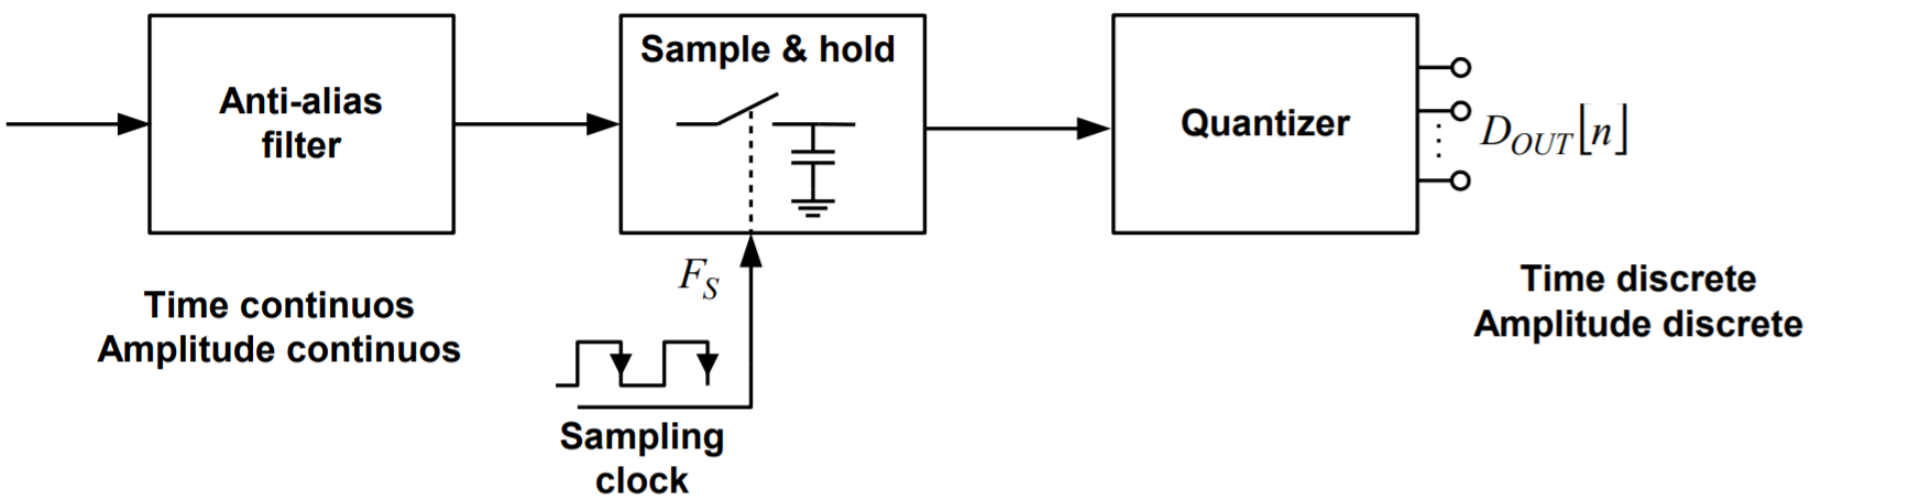 Anti-alias
filter
Sample & hold
Quantizer
D_OUT[n]
F_S
Time continuos
Amplitude continuos
Time discrete
Amplitude discrete
Sampling
clock